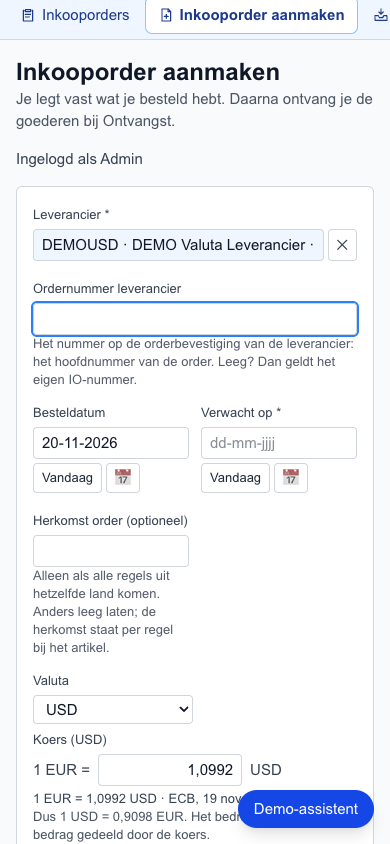 Inkooporders
Inkooporder aanmaken
Inkooporder aanmaken
Je legt vast wat je besteld hebt. Daarna ontvang je de
goederen bij Ontvangst.
Ingelogd als Admin
Leverancier *
DEMOUSD · DEMO Valuta Leverancier ·
Ordernummer leverancier
Het nummer op de orderbevestiging van de leverancier:
het hoofdnummer van de order. Leeg? Dan geldt het
eigen IO-nummer.
Besteldatum
Verwacht op *
20-11-2026
dd-mm-jjjj
Vandaag
Vandaag
Herkomst order (optioneel)
Alleen als alle regels uit
hetzelfde land komen.
Anders leeg laten; de
herkomst staat per regel
bij het artikel.
Valuta
USD
Koers (USD)
1 EUR = 1,0992 USD
1 EUR = 1,0992 USD · ECB, 19 nov
Dus 1 USD = 0,9098 EUR. Het
bedrag gedeeld door de koers.
Demo-assistent